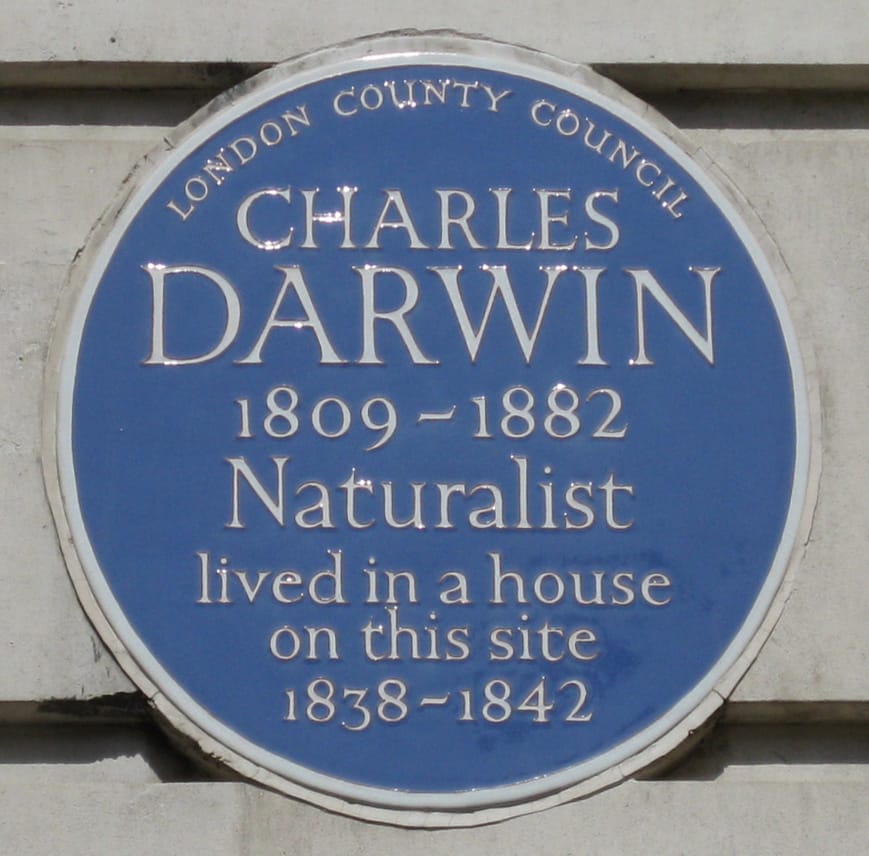 LONDON COUNTY COUNCIL
CHARLES
DARWIN
1809-1882
Naturalist
lived in a house
on this site
1838-1842